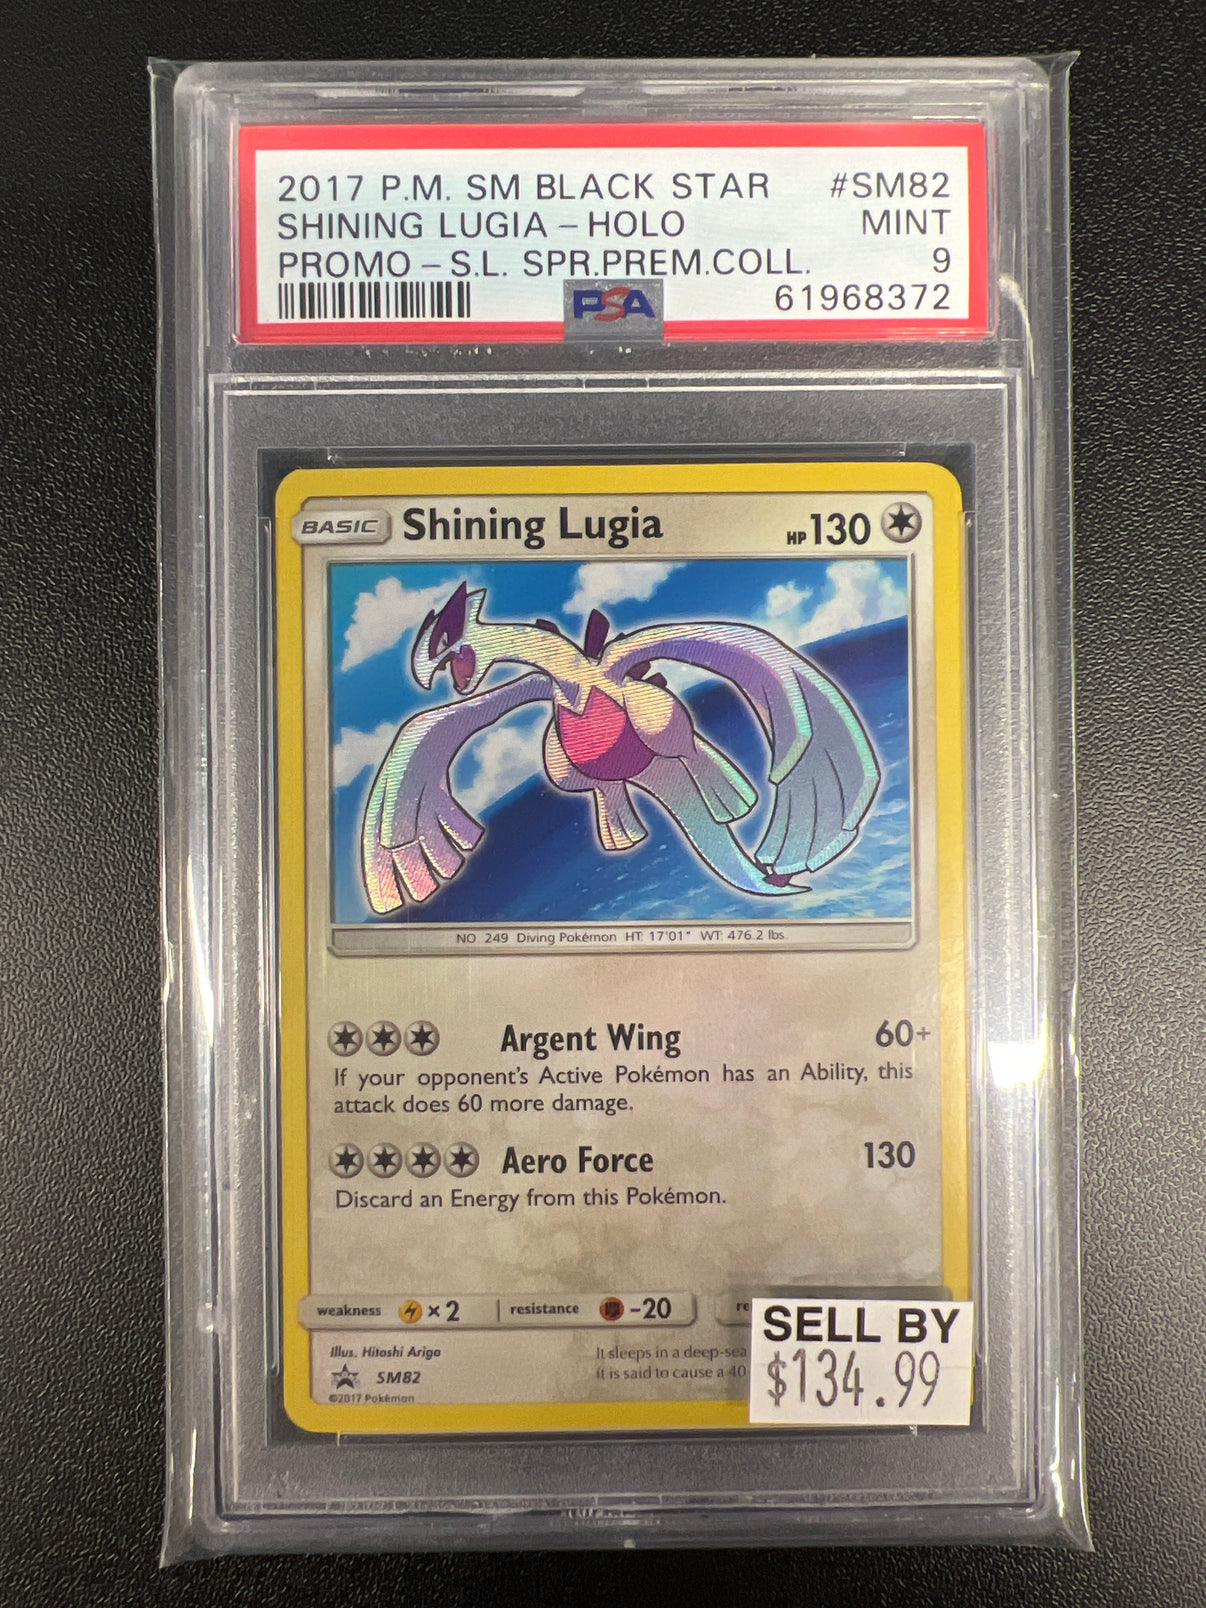 2017 P.M. SM BLACK STAR #SM82
SHINING LUGIA - HOLO MINT
PROMO - S.L. SPR.PREM.COLL. 9
PSA 61968372
BASIC Shining Lugia HP 130
NO. 249 Diving Pokémon HT: 17'01" WT: 476.2 lbs.
Argent Wing 60+
If your opponent's Active Pokémon has an Ability, this
attack does 60 more damage.
Aero Force 130
Discard an Energy from this Pokémon.
weakness ×2 resistance -20 re
Illus. Hitoshi Ariga It sleeps in a deep-sea
SM82 It is said to cause a 40
©2017 Pokémon
SELL BY
$134.99